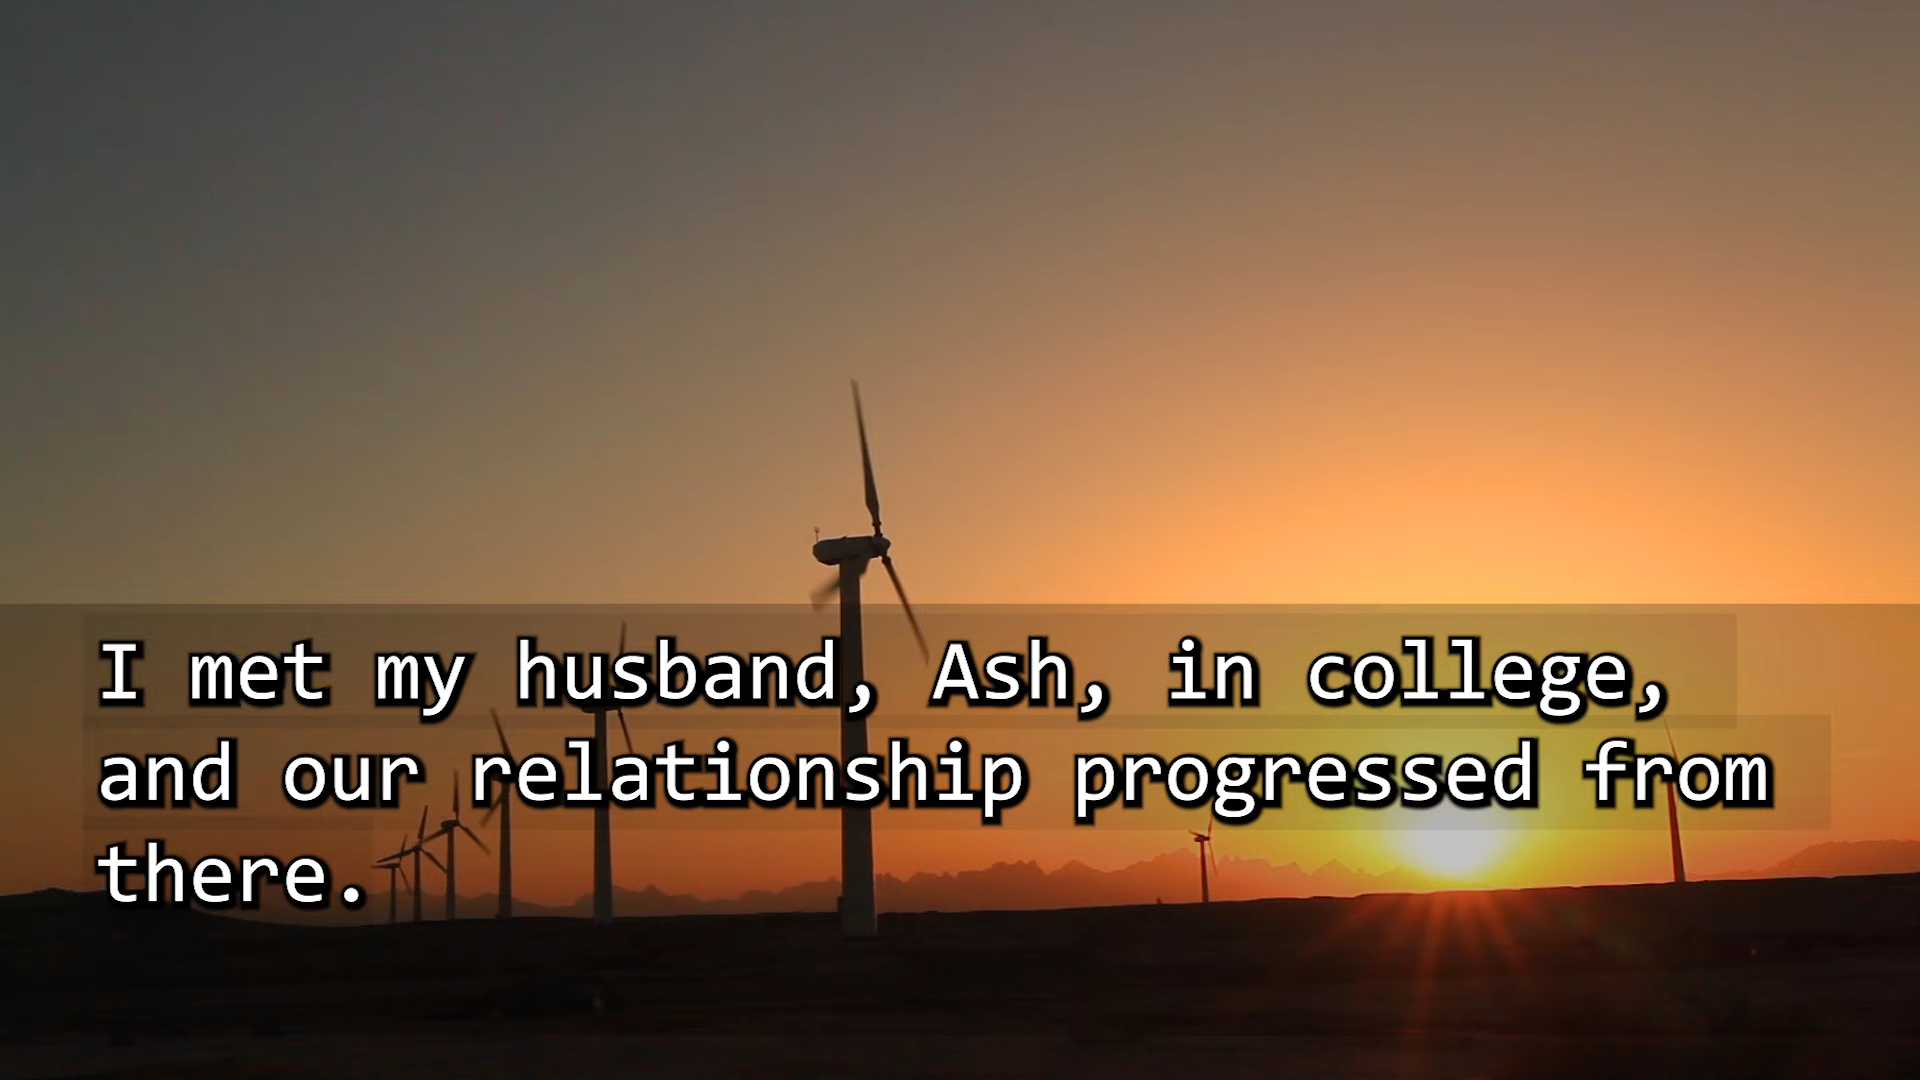 I met my husband, Ash, in college,
and our relationship progressed from
there.